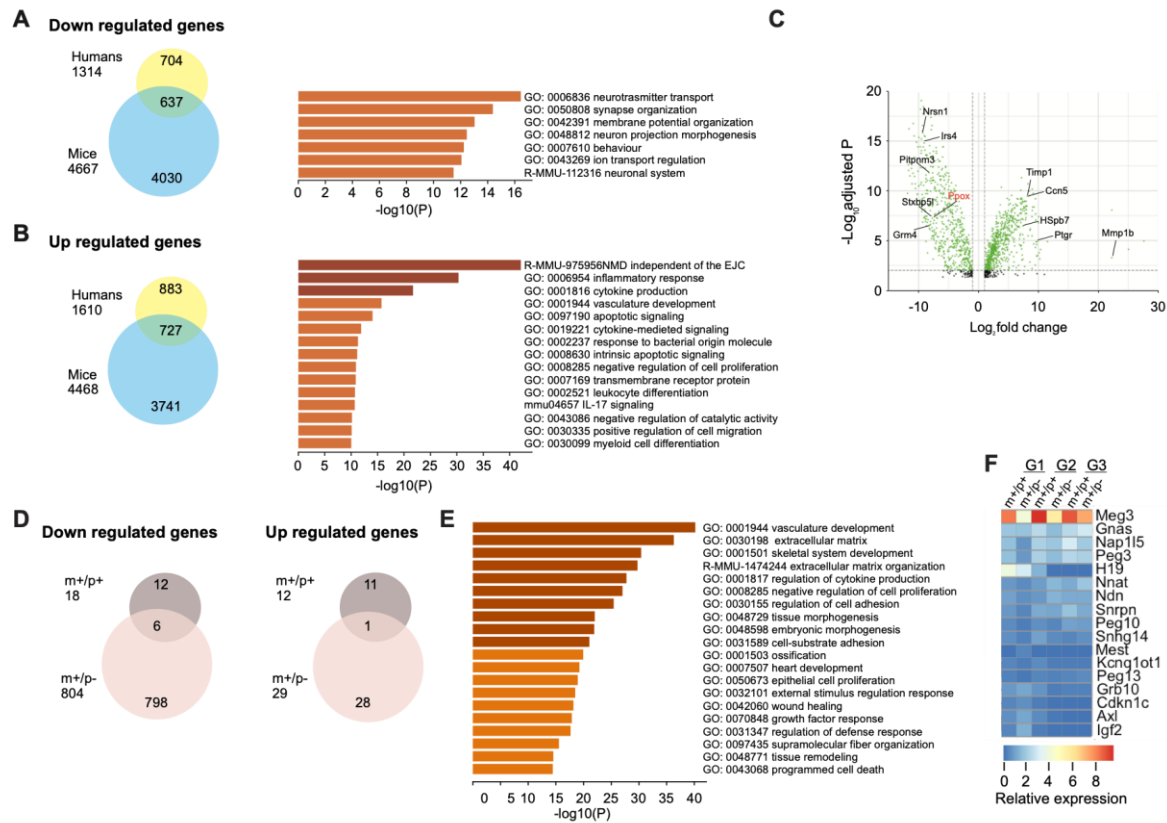 A
Down regulated genes
Humans
1314
704
637
Mice
4667
4030
GO: 0006836 neurotrasmitter transport
GO: 0050808 synapse organization
GO: 0042391 membrane potential organization
GO: 0048812 neuron projection morphogenesis
GO: 0007610 behaviour
GO: 0043269 ion transport regulation
R-MMU-112316 neuronal system
0 2 4 6 8 10 12 14 16
-log10(P)
B
Up regulated genes
Humans
1610
883
727
Mice
4468
3741
R-MMU-975956NMD independent of the EJC
GO: 0006954 inflammatory response
GO: 0001816 cytokine production
GO: 0001944 vasculature development
GO: 0097190 apoptotic signaling
GO: 0019221 cytokine-medieted signaling
GO: 0002237 response to bacterial origin molecule
GO: 0008630 intrinsic apoptotic signaling
GO: 0008285 negative regulation of cell proliferation
GO: 0007169 transmembrane receptor protein
GO: 0002521 leukocyte differentiation
mmu04657 IL-17 signaling
GO: 0043086 negative regulation of catalytic activity
GO: 0030335 positive regulation of cell migration
GO: 0030099 myeloid cell differentiation
0 5 10 15 20 25 30 35 40
-log10(P)
C
-Log10 adjusted P
20
15
10
5
0
Nrsn1
Irs4
Pitpnm3
Ppox
Stxbp5l
Grm4
Timp1
Ccn5
HSpb7
Ptgr
Mmp1b
-10 0 10 20 30
Log2 fold change
D
Down regulated genes
m+/p+
18
12
6
m+/p-
804
798
Up regulated genes
m+/p+
12
11
1
m+/p-
29
28
E
GO: 0001944 vasculature development
GO: 0030198 extracellular matrix
GO: 0001501 skeletal system development
R-MMU-1474244 extracellular matrix organization
GO: 0001817 regulation of cytokine production
GO: 0008285 negative regulation of cell proliferation
GO: 0030155 regulation of cell adhesion
GO: 0048729 tissue morphogenesis
GO: 0048598 embryonic morphogenesis
GO: 0031589 cell-substrate adhesion
GO: 0001503 ossification
GO: 0007507 heart development
GO: 0050673 epithelial cell proliferation
GO: 0032101 external stimulus regulation response
GO: 0042060 wound healing
GO: 0070848 growth factor response
GO: 0031347 regulation of defense response
GO: 0097435 supramolecular fiber organization
GO: 0048771 tissue remodeling
GO: 0043068 programmed cell death
0 5 10 15 20 25 30 35 40
-log10(P)
F
G1 G2 G3
m+/p+ m+/p- m+/p+ m+/p- m+/p+ m+/p-
Meg3
Gnas
Nap1l5
Peg3
H19
Nnat
Ndn
Snrpn
Peg10
Snhg14
Mest
Kcnq1ot1
Peg13
Grb10
Cdkn1c
Axl
Igf2
0 2 4 6 8
Relative expression